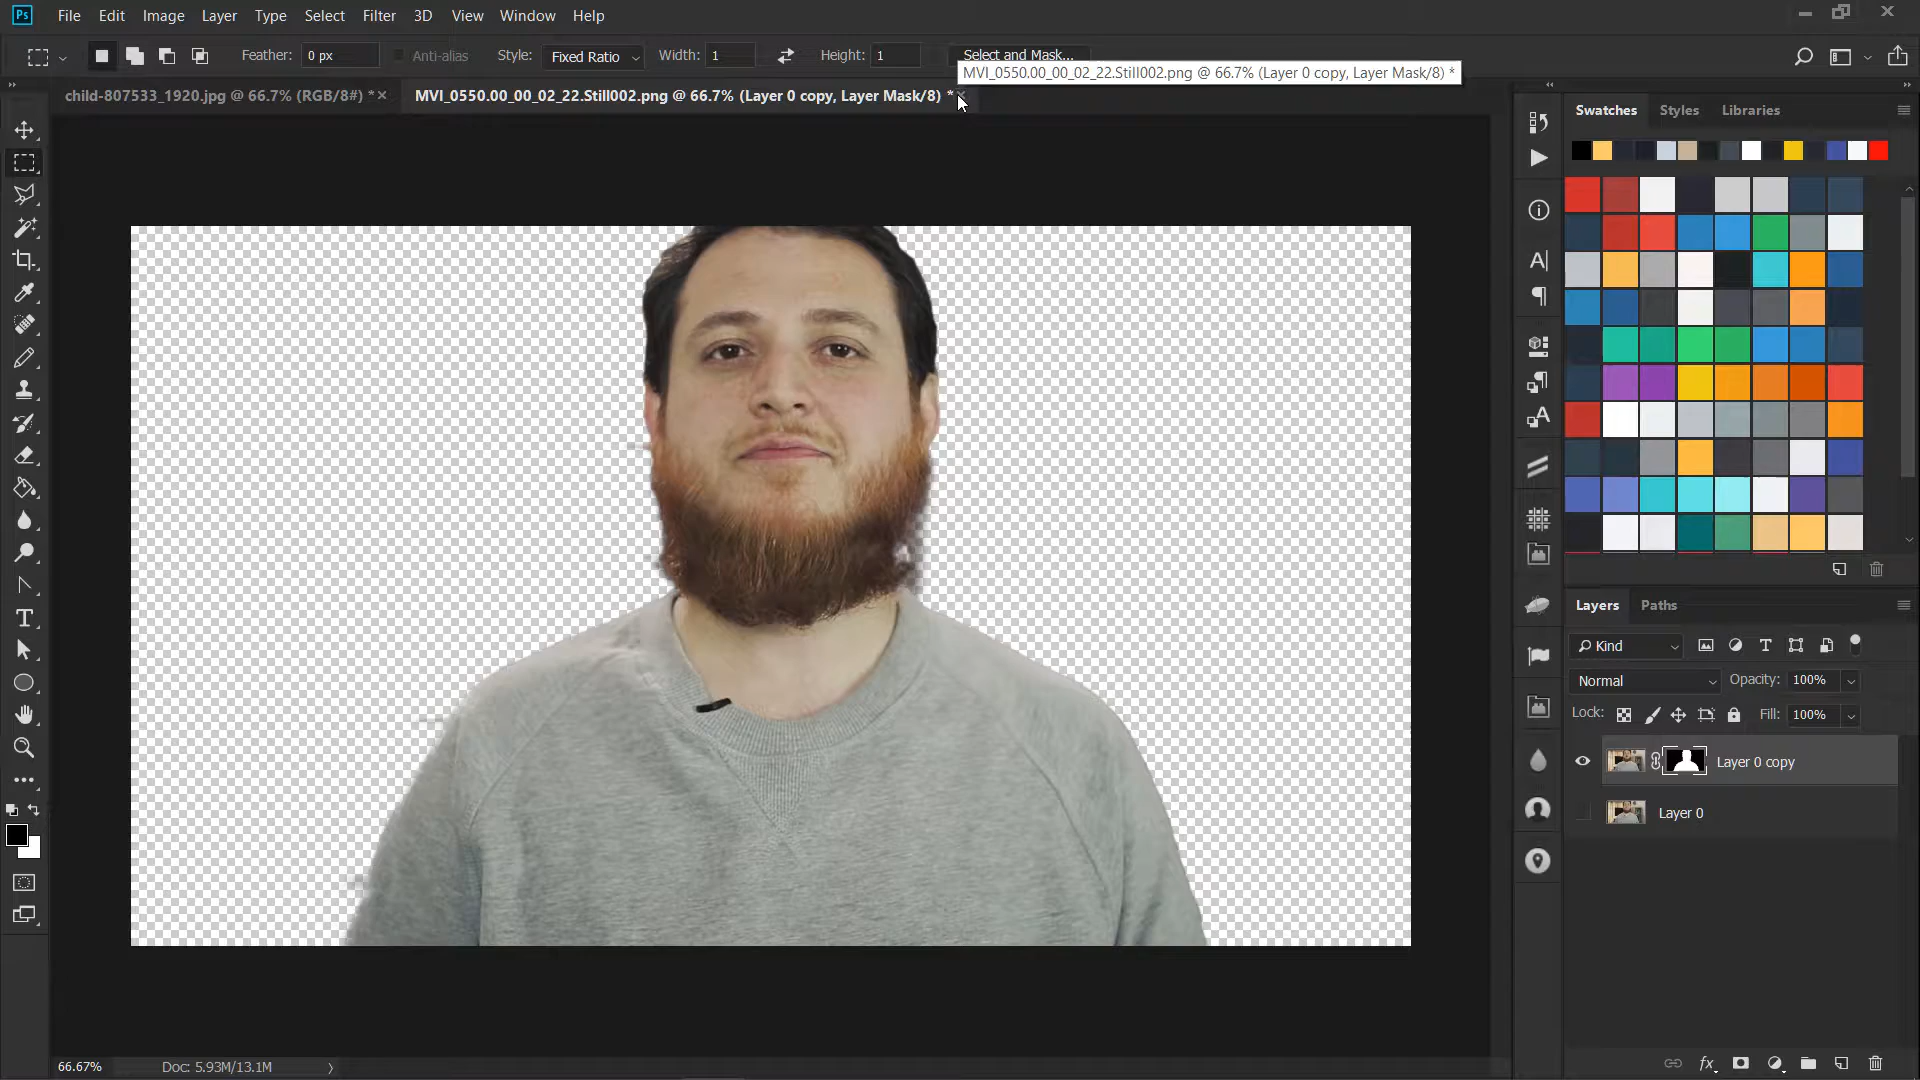 Ps File Edit Image Layer Type Select Filter 3D View Window Help
Feather: 0 px Anti-alias Style: Fixed Ratio Width: 1 Height: 1 Select and Mask...
MVI_0550.00_00_02_22.Still002.png @ 66.7% (Layer 0 copy, Layer Mask/8) *
child-807533_1920.jpg @ 66.7% (RGB/8#) * MVI_0550.00_00_02_22.Still002.png @ 66.7% (Layer 0 copy, Layer Mask/8) *
Swatches Styles Libraries
Layers Paths
Kind
Normal Opacity: 100%
Lock: Fill: 100%
Layer 0 copy
Layer 0
66.67% Doc: 5.93M/13.1M